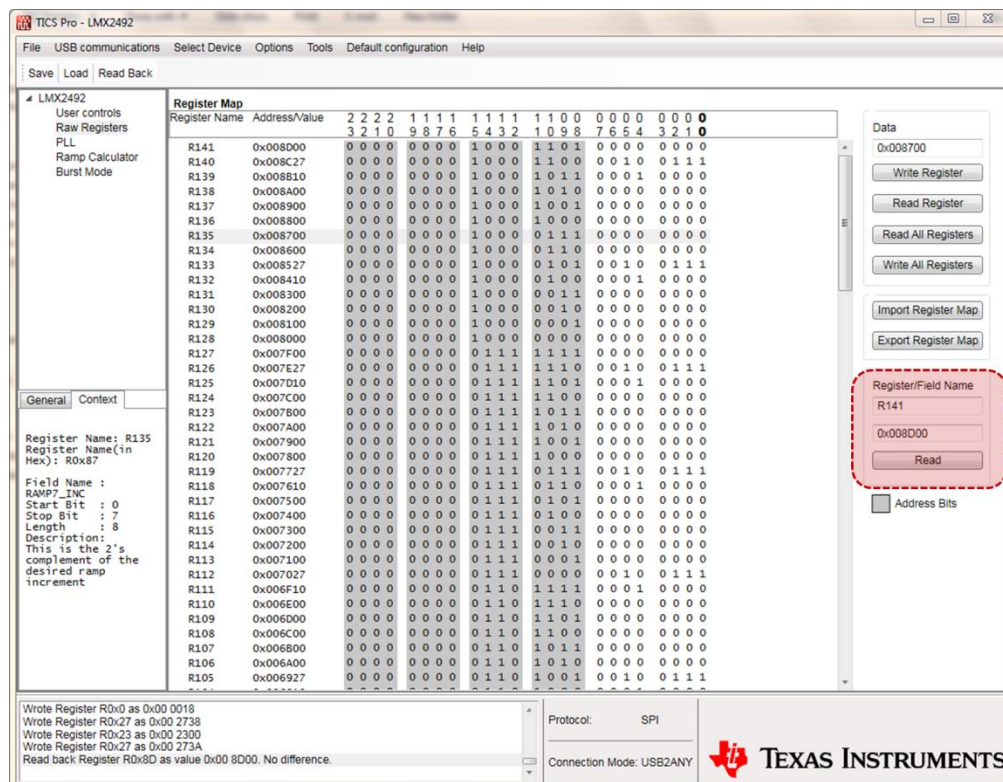 TICS Pro - LMX2492
File USB communications Select Device Options Tools Default configuration Help
Save Load Read Back
LMX2492
User controls
Raw Registers
PLL
Ramp Calculator
Burst Mode
General Context
Register Name: R135
Register Name(in
Hex): R0x87
Field Name :
RAMP7_INC
Start Bit : 0
Stop Bit : 7
Length : 8
Description:
This is the 2's
complement of the
desired ramp
increment
Register Map
Register Name Address/Value 2 2 2 2 1 1 1 1 1 1 1 1 1 1 0 0 0 0 0 0 0 0 0 0
3 2 1 0 9 8 7 6 5 4 3 2 1 0 9 8 7 6 5 4 3 2 1 0
R141 0x008D00 0 0 0 0 0 0 0 0 1 0 0 0 1 1 0 1 0 0 0 0 0 0 0 0
R140 0x008C27 0 0 0 0 0 0 0 0 1 0 0 0 1 1 0 0 0 0 1 0 0 1 1 1
R139 0x008B10 0 0 0 0 0 0 0 0 1 0 0 0 1 0 1 1 0 0 0 1 0 0 0 0
R138 0x008A00 0 0 0 0 0 0 0 0 1 0 0 0 1 0 1 0 0 0 0 0 0 0 0 0
R137 0x008900 0 0 0 0 0 0 0 0 1 0 0 0 1 0 0 1 0 0 0 0 0 0 0 0
R136 0x008800 0 0 0 0 0 0 0 0 1 0 0 0 1 0 0 0 0 0 0 0 0 0 0 0
R135 0x008700 0 0 0 0 0 0 0 0 1 0 0 0 0 1 1 1 0 0 0 0 0 0 0 0
R134 0x008600 0 0 0 0 0 0 0 0 1 0 0 0 0 1 1 0 0 0 0 0 0 0 0 0
R133 0x008527 0 0 0 0 0 0 0 0 1 0 0 0 0 1 0 1 0 0 1 0 0 1 1 1
R132 0x008410 0 0 0 0 0 0 0 0 1 0 0 0 0 1 0 0 0 0 0 1 0 0 0 0
R131 0x008300 0 0 0 0 0 0 0 0 1 0 0 0 0 0 1 1 0 0 0 0 0 0 0 0
R130 0x008200 0 0 0 0 0 0 0 0 1 0 0 0 0 0 1 0 0 0 0 0 0 0 0 0
R129 0x008100 0 0 0 0 0 0 0 0 1 0 0 0 0 0 0 1 0 0 0 0 0 0 0 0
R128 0x008000 0 0 0 0 0 0 0 0 1 0 0 0 0 0 0 0 0 0 0 0 0 0 0 0
R127 0x007F00 0 0 0 0 0 0 0 0 0 1 1 1 1 1 1 1 0 0 0 0 0 0 0 0
R126 0x007E27 0 0 0 0 0 0 0 0 0 1 1 1 1 1 1 0 0 0 1 0 0 1 1 1
R125 0x007D10 0 0 0 0 0 0 0 0 0 1 1 1 1 1 0 1 0 0 0 1 0 0 0 0
R124 0x007C00 0 0 0 0 0 0 0 0 0 1 1 1 1 1 0 0 0 0 0 0 0 0 0 0
R123 0x007B00 0 0 0 0 0 0 0 0 0 1 1 1 1 0 1 1 0 0 0 0 0 0 0 0
R122 0x007A00 0 0 0 0 0 0 0 0 0 1 1 1 1 0 1 0 0 0 0 0 0 0 0 0
R121 0x007900 0 0 0 0 0 0 0 0 0 1 1 1 1 0 0 1 0 0 0 0 0 0 0 0
R120 0x007800 0 0 0 0 0 0 0 0 0 1 1 1 1 0 0 0 0 0 0 0 0 0 0 0
R119 0x007727 0 0 0 0 0 0 0 0 0 1 1 1 0 1 1 1 0 0 1 0 0 1 1 1
R118 0x007610 0 0 0 0 0 0 0 0 0 1 1 1 0 1 1 0 0 0 0 1 0 0 0 0
R117 0x007500 0 0 0 0 0 0 0 0 0 1 1 1 0 1 0 1 0 0 0 0 0 0 0 0
R116 0x007400 0 0 0 0 0 0 0 0 0 1 1 1 0 1 0 0 0 0 0 0 0 0 0 0
R115 0x007300 0 0 0 0 0 0 0 0 0 1 1 1 0 0 1 1 0 0 0 0 0 0 0 0
R114 0x007200 0 0 0 0 0 0 0 0 0 1 1 1 0 0 1 0 0 0 0 0 0 0 0 0
R113 0x007100 0 0 0 0 0 0 0 0 0 1 1 1 0 0 0 1 0 0 0 0 0 0 0 0
R112 0x007027 0 0 0 0 0 0 0 0 0 1 1 1 0 0 0 0 0 0 1 0 0 1 1 1
R111 0x006F10 0 0 0 0 0 0 0 0 0 1 1 0 1 1 1 1 0 0 0 1 0 0 0 0
R110 0x006E00 0 0 0 0 0 0 0 0 0 1 1 0 1 1 1 0 0 0 0 0 0 0 0 0
R109 0x006D00 0 0 0 0 0 0 0 0 0 1 1 0 1 1 0 1 0 0 0 0 0 0 0 0
R108 0x006C00 0 0 0 0 0 0 0 0 0 1 1 0 1 1 0 0 0 0 0 0 0 0 0 0
R107 0x006B00 0 0 0 0 0 0 0 0 0 1 1 0 1 0 1 1 0 0 0 0 0 0 0 0
R106 0x006A00 0 0 0 0 0 0 0 0 0 1 1 0 1 0 1 0 0 0 0 0 0 0 0 0
R105 0x006927 0 0 0 0 0 0 0 0 0 1 1 0 1 0 0 1 0 0 1 0 0 1 1 1
Data
0x008700
Write Register
Read Register
Read All Registers
Write All Registers
Import Register Map
Export Register Map
Register/Field Name
R141
0x008D00
Read
Address Bits
Wrote Register R0x0 as 0x00 0018
Wrote Register R0x27 as 0x00 2738
Wrote Register R0x23 as 0x00 2300
Wrote Register R0x27 as 0x00 273A
Read back Register R0x8D as value 0x00 8D00. No difference.
Protocol: SPI
Connection Mode: USB2ANY
TEXAS INSTRUMENTS